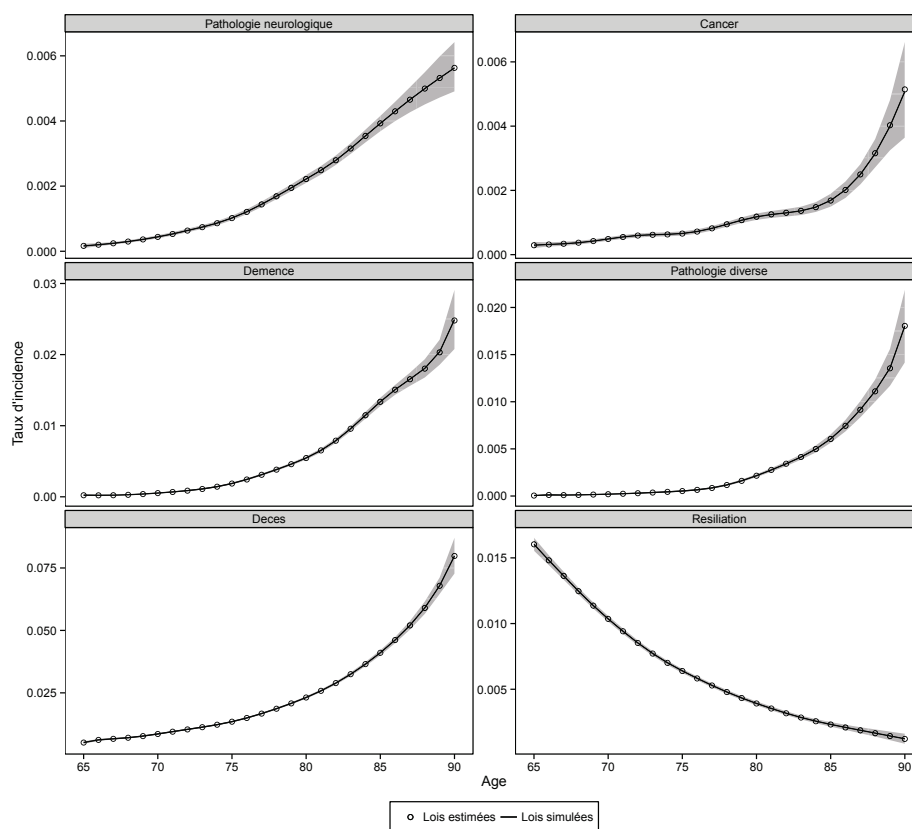 Pathologie neurologique
Cancer
0.006
0.004
0.002
0.000
0.006
0.004
0.002
0.000
Demence
Pathologie diverse
0.03
0.02
0.01
0.00
0.020
0.015
0.010
0.005
0.000
Taux d'incidence
Deces
Resiliation
0.075
0.050
0.025
0.015
0.010
0.005
65 70 75 80 85 90
65 70 75 80 85 90
Age
Lois estimées Lois simulées